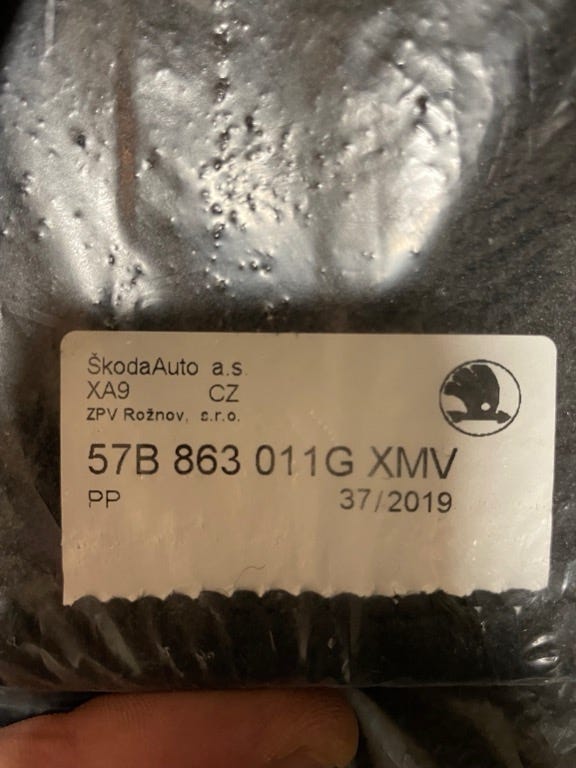 ŠkodaAuto a.s.
XA9 CZ
ZPV Rožnov, s.r.o.
57B 863 011G XMV
PP 37/2019